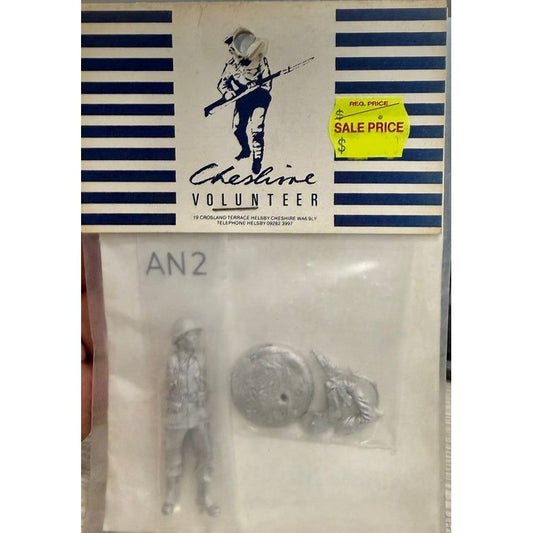 REG. PRICE
$
SALE PRICE
$
Cheshire
VOLUNTEER
19 CROSLAND TERRACE HELSBY CHESHIRE WA6 9LY
TELEPHONE HELSBY 09282 3997
AN2